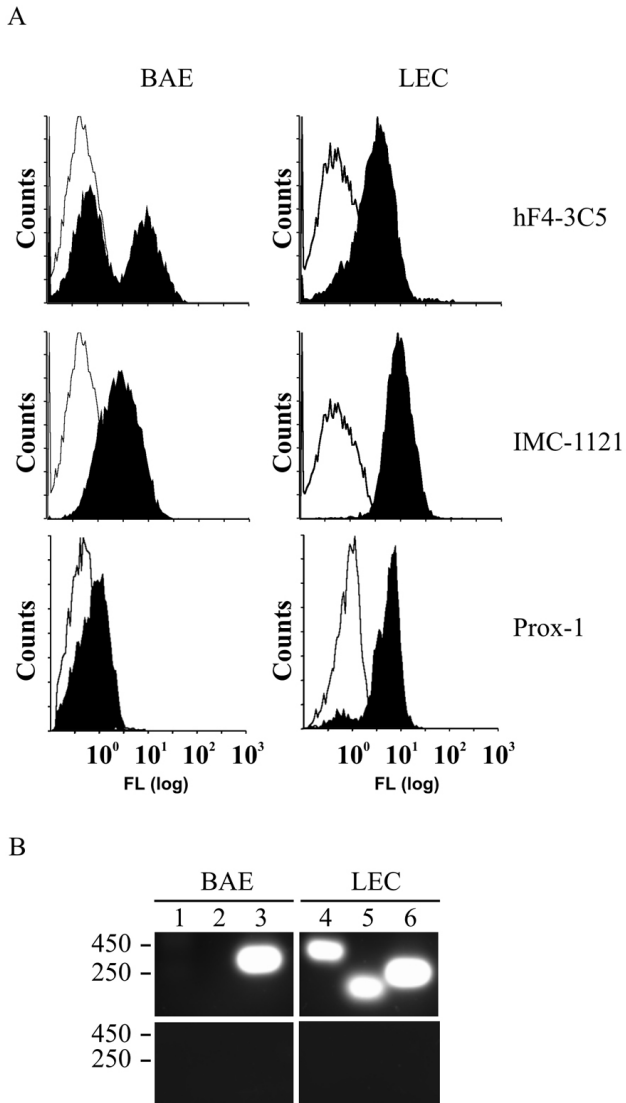 A
BAE LEC
Counts Counts hF4-3C5
Counts Counts IMC-1121
Counts Counts Prox-1
10⁰ 10¹ 10² 10³ 10⁰ 10¹ 10² 10³
FL (log) FL (log)
B
BAE LEC
1 2 3 4 5 6
450
250
450
250